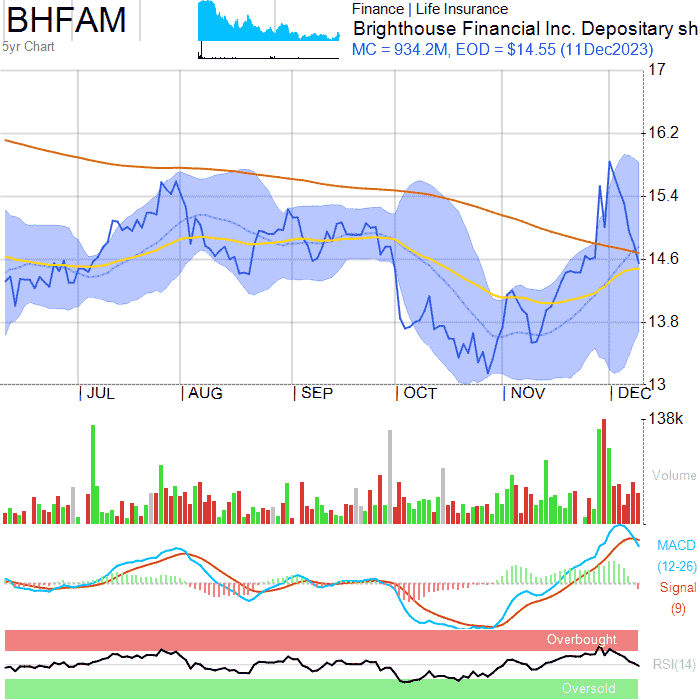 BHFAM
5yr Chart
Finance | Life Insurance
Brighthouse Financial Inc. Depositary sh
MC = 934.2M, EOD = $14.55 (11Dec2023)
17
16.2
15.4
14.6
13.8
13
| JUL | AUG | SEP | OCT | NOV | DEC
138k
Volume
MACD
(12-26)
Signal
(9)
Overbought
RSI(14)
Oversold